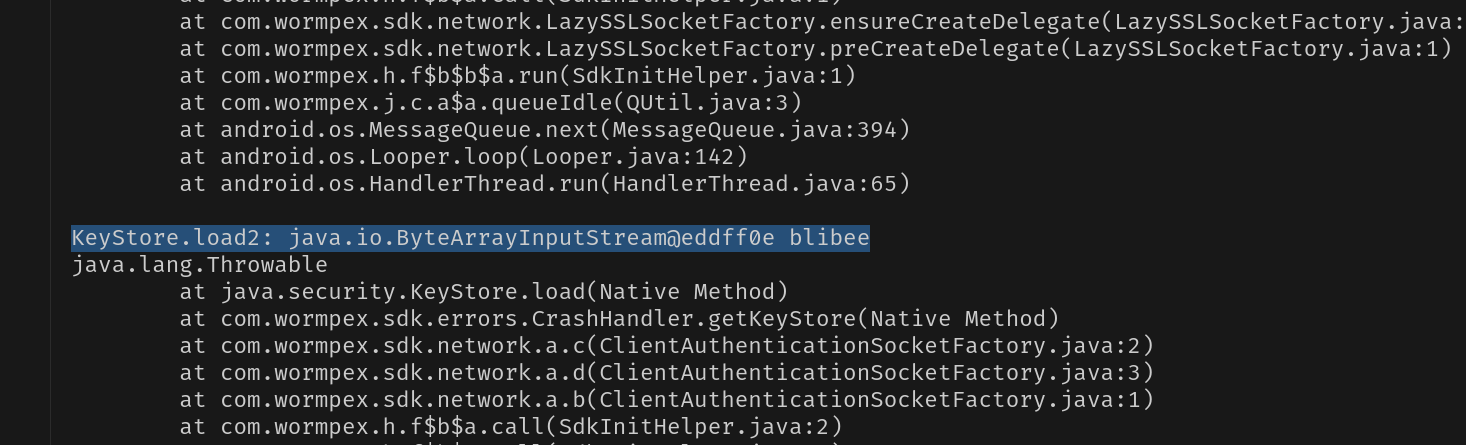 at com.wormpex.h.f$b$b$a.call(SdkInitHelper.java:1)
at com.wormpex.sdk.network.LazySSLSocketFactory.ensureCreateDelegate(LazySSLSocketFactory.java:
at com.wormpex.sdk.network.LazySSLSocketFactory.preCreateDelegate(LazySSLSocketFactory.java:1)
at com.wormpex.h.f$b$b$a.run(SdkInitHelper.java:1)
at com.wormpex.j.c.a$a.queueIdle(QUtil.java:3)
at android.os.MessageQueue.next(MessageQueue.java:394)
at android.os.Looper.loop(Looper.java:142)
at android.os.HandlerThread.run(HandlerThread.java:65)
KeyStore.load2: java.io.ByteArrayInputStream@eddff0e blibee
java.lang.Throwable
at java.security.KeyStore.load(Native Method)
at com.wormpex.sdk.errors.CrashHandler.getKeyStore(Native Method)
at com.wormpex.sdk.network.a.c(ClientAuthenticationSocketFactory.java:2)
at com.wormpex.sdk.network.a.d(ClientAuthenticationSocketFactory.java:3)
at com.wormpex.sdk.network.a.b(ClientAuthenticationSocketFactory.java:1)
at com.wormpex.h.f$b$a.call(SdkInitHelper.java:2)